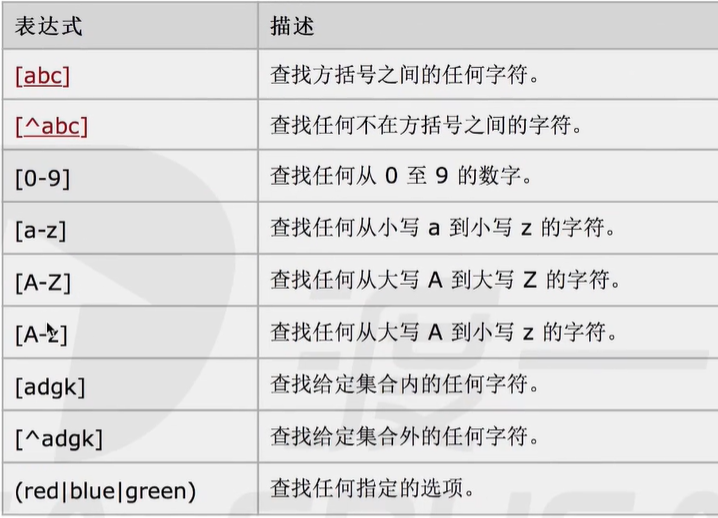 表达式 描述
[abc] 查找方括号之间的任何字符。
[^abc] 查找任何不在方括号之间的字符。
[0-9] 查找任何从 0 至 9 的数字。
[a-z] 查找任何从小写 a 到小写 z 的字符。
[A-Z] 查找任何从大写 A 到大写 Z 的字符。
[A-z] 查找任何从大写 A 到小写 z 的字符。
[adgk] 查找给定集合内的任何字符。
[^adgk] 查找给定集合外的任何字符。
(red|blue|green) 查找任何指定的选项。